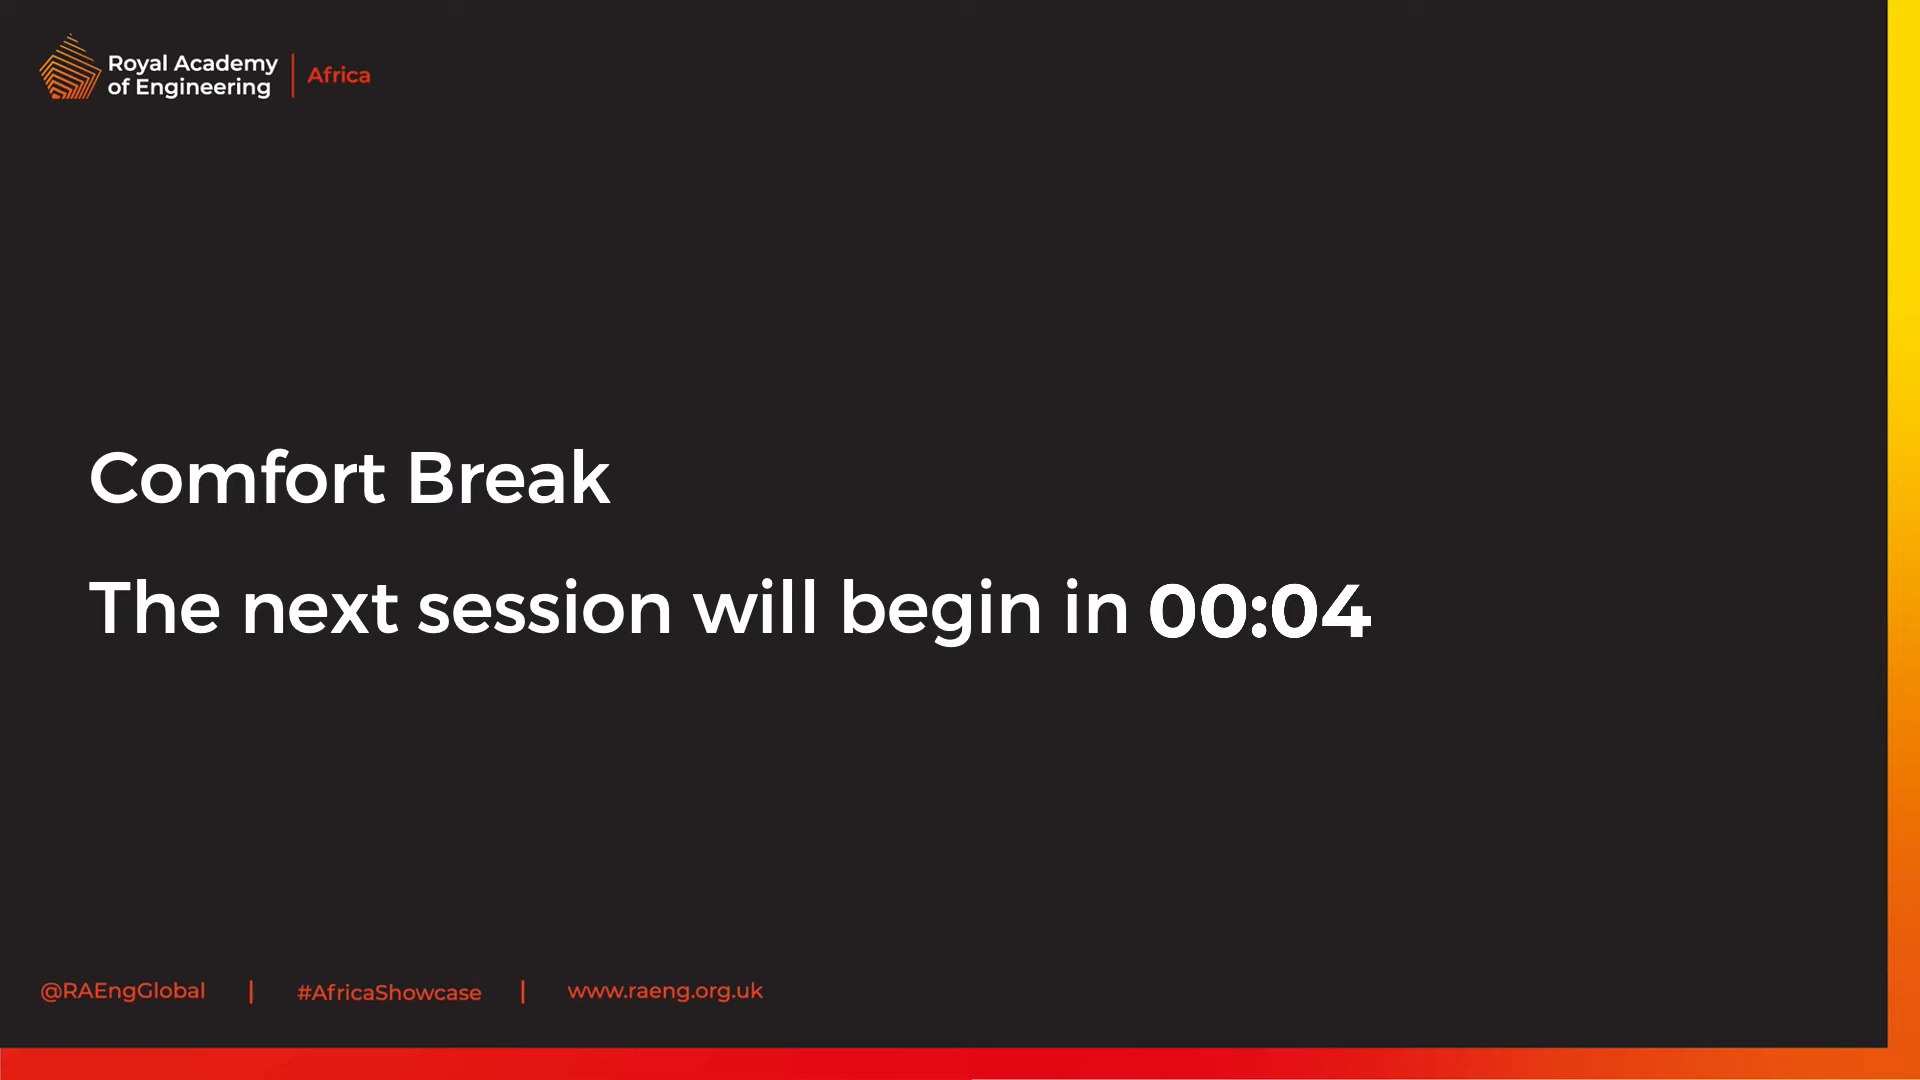 Royal Academy
of Engineering
Africa
Comfort Break
The next session will begin in 00:04
@RAEngGlobal | #AfricaShowcase | www.raeng.org.uk